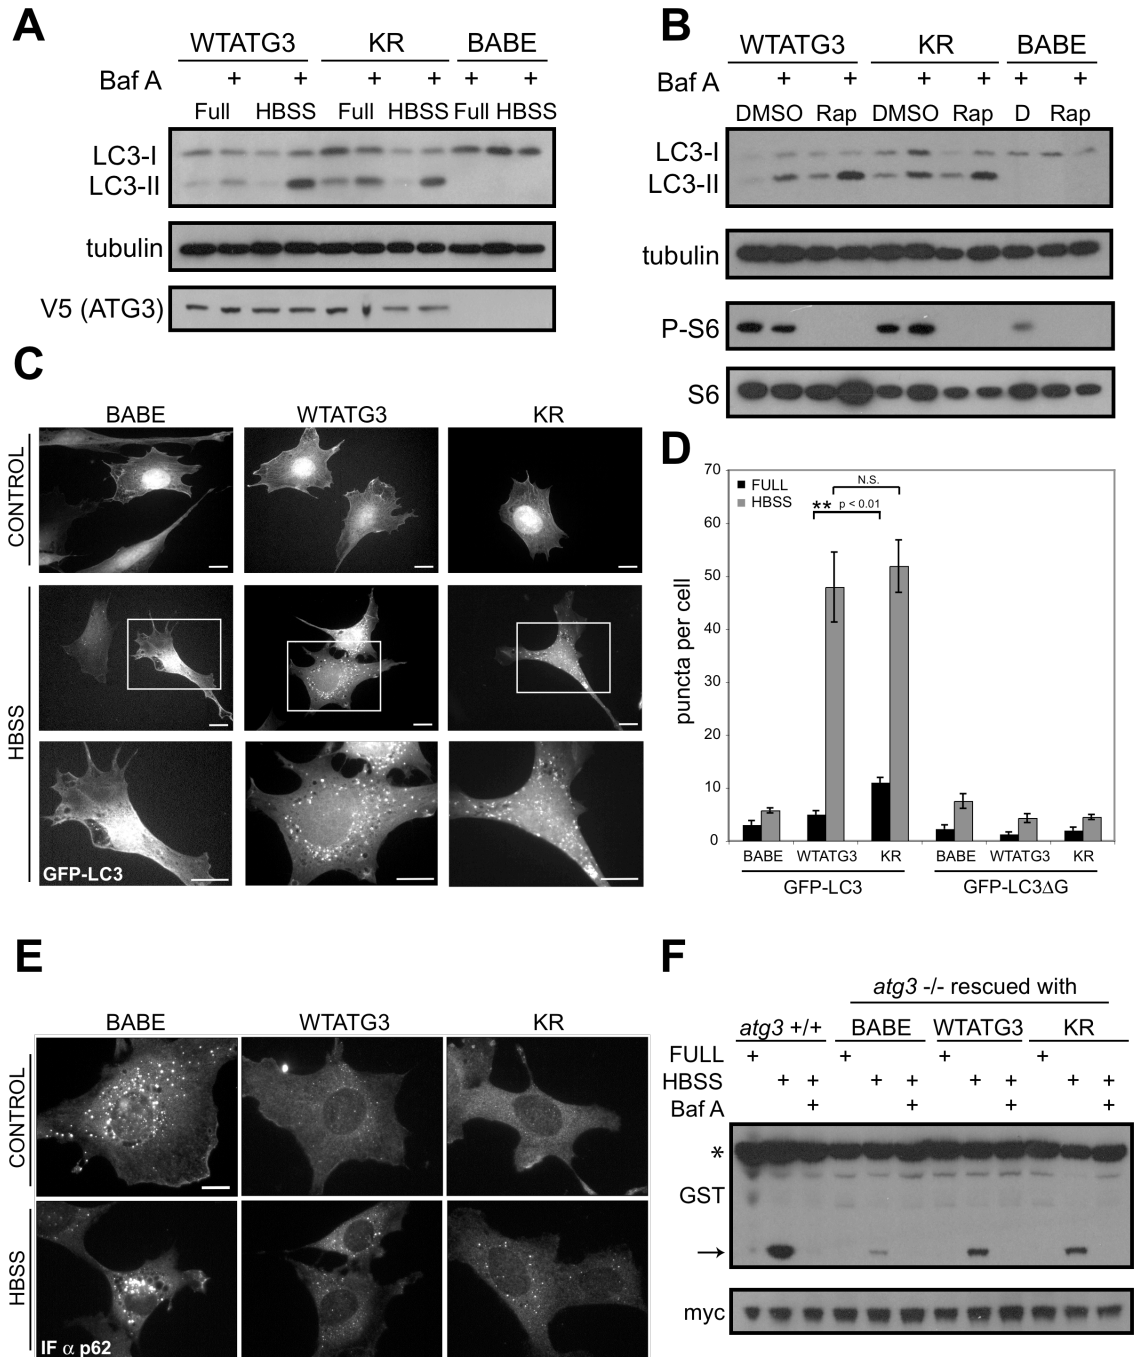 A
WTATG3 KR BABE
Baf A + + + + + +
Full HBSS Full HBSS Full HBSS
LC3-I
LC3-II
tubulin
V5 (ATG3)
B
WTATG3 KR BABE
Baf A + + + + + +
DMSO Rap DMSO Rap D Rap
LC3-I
LC3-II
tubulin
P-S6
S6
C
BABE WTATG3 KR
CONTROL
HBSS
GFP-LC3
D
70
60
50
40
30
20
10
0
puncta per cell
FULL
HBSS
N.S.
** p < 0.01
BABE WTATG3 KR BABE WTATG3 KR
GFP-LC3 GFP-LC3ΔG
E
BABE WTATG3 KR
CONTROL
HBSS
IF α p62
F
atg3 -/- rescued with
atg3 +/+ BABE WTATG3 KR
FULL + + + +
HBSS + + + + + + + +
Baf A + + + +
*
GST
→
myc